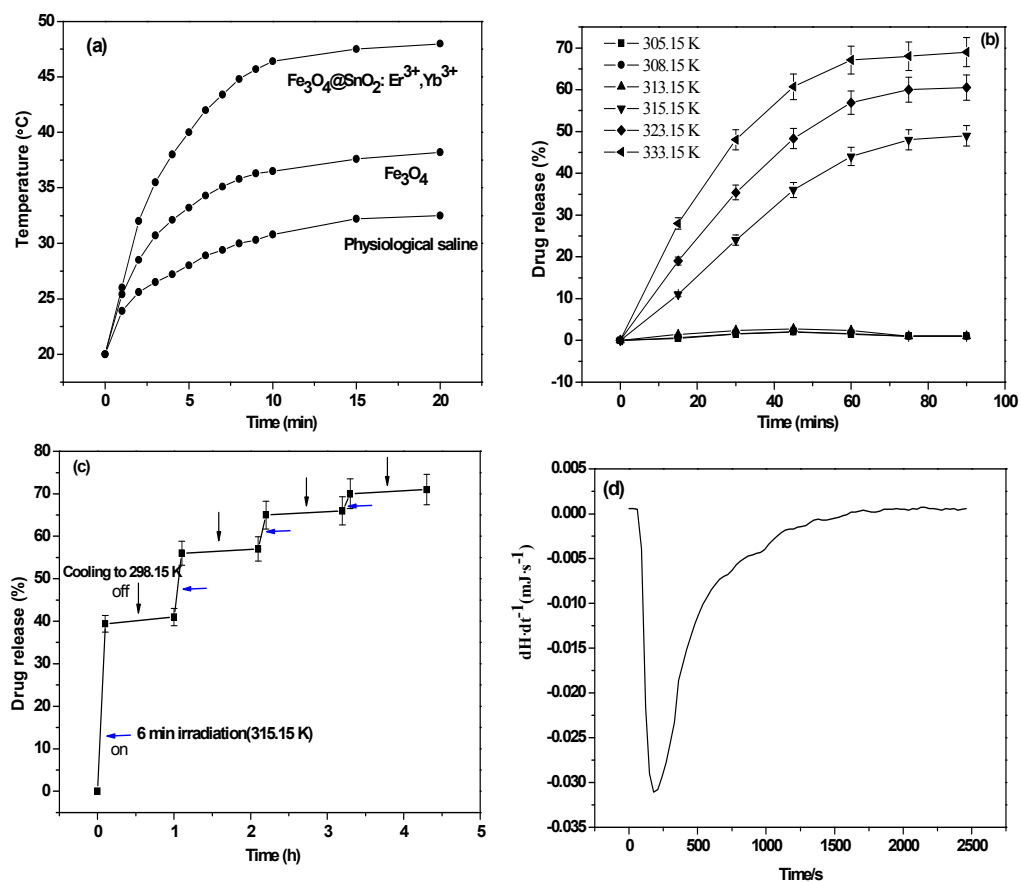 (a)
50
45
40
35
30
25
20
Temperature (°C)
Fe3O4@SnO2: Er3+,Yb3+
Fe3O4
Physiological saline
0 5 10 15 20
Time (min)
(b)
70
60
50
40
30
20
10
0
-10
Drug release (%)
305.15 K
308.15 K
313.15 K
315.15 K
323.15 K
333.15 K
0 20 40 60 80 100
Time (mins)
(c)
80
70
60
50
40
30
20
10
0
Drug release (%)
Cooling to 298.15 K
off
6 min irradiation(315.15 K)
on
0 1 2 3 4 5
Time (h)
(d)
0.005
0.000
-0.005
-0.010
-0.015
-0.020
-0.025
-0.030
-0.035
dH·dt-1(mJ·s-1)
0 500 1000 1500 2000 2500
Time/s